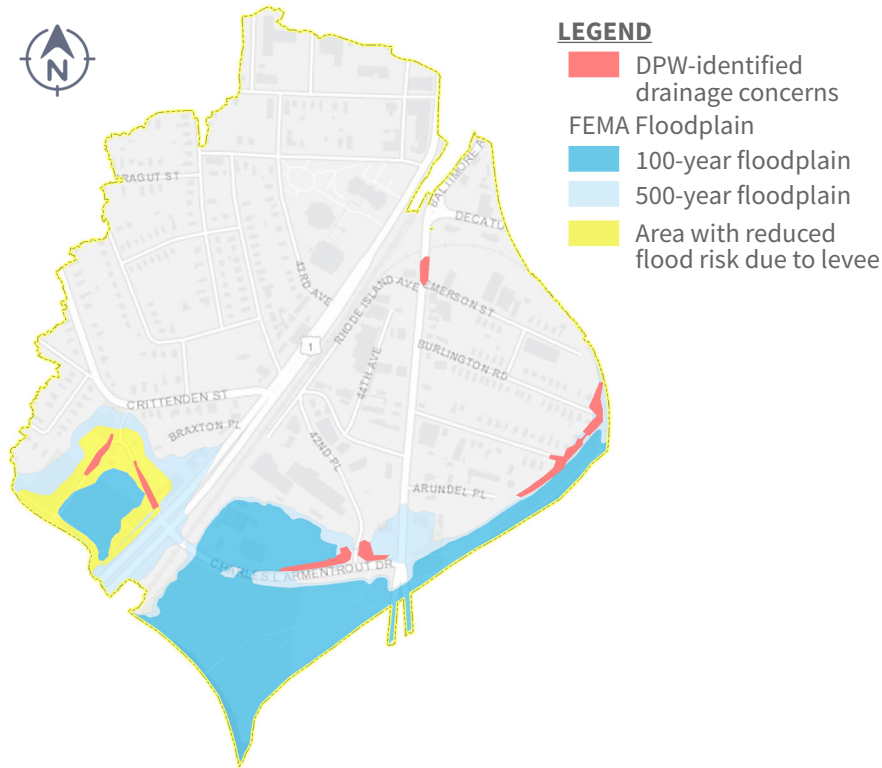 N
LEGEND
DPW-identified
drainage concerns
FEMA Floodplain
100-year floodplain
500-year floodplain
Area with reduced
flood risk due to levee
RAGUT ST
BALTIMORE A
DECATU
43RD AVE
RHODE ISLAND AVE
EMERSON ST
1
44TH AVE
BURLINGTON RD
CRITTENDEN ST
BRAXTON PL
42ND PL
ARUNDEL PL
CHARLES L ARMENTROUT DR